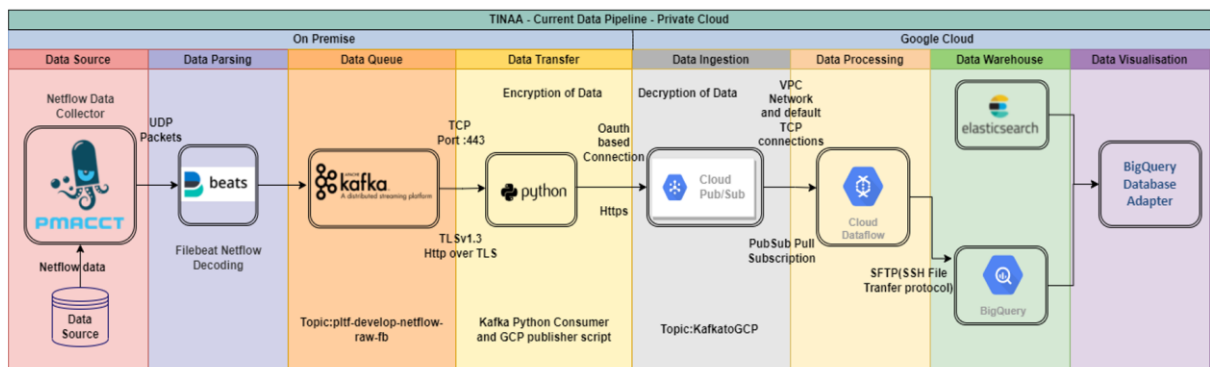 TINAA - Current Data Pipeline - Private Cloud
On Premise
Google Cloud
Data Source
Data Parsing
Data Queue
Data Transfer
Data Ingestion
Data Processing
Data Warehouse
Data Visualisation
Netflow Data
Collector
PMACCT
Netflow data
Data
Source
UDP
Packets
beats
Filebeat Netflow
Decoding
APACHE
kafka
A distributed streaming platform
Topic:pltf-develop-netflow-
raw-fb
TCP
Port :443
TLSv1.3
Http over TLS
Encryption of Data
python
Kafka Python Consumer
and GCP publisher script
Oauth
based
Connection
Https
Decryption of Data
Cloud
Pub/Sub
Topic:KafkatoGCP
VPC
Network
and default
TCP
connections
PubSub Pull
Subscription
Cloud
Dataflow
SFTP(SSH File
Tranfer protocol)
elasticsearch
BigQuery
BigQuery
Database
Adapter